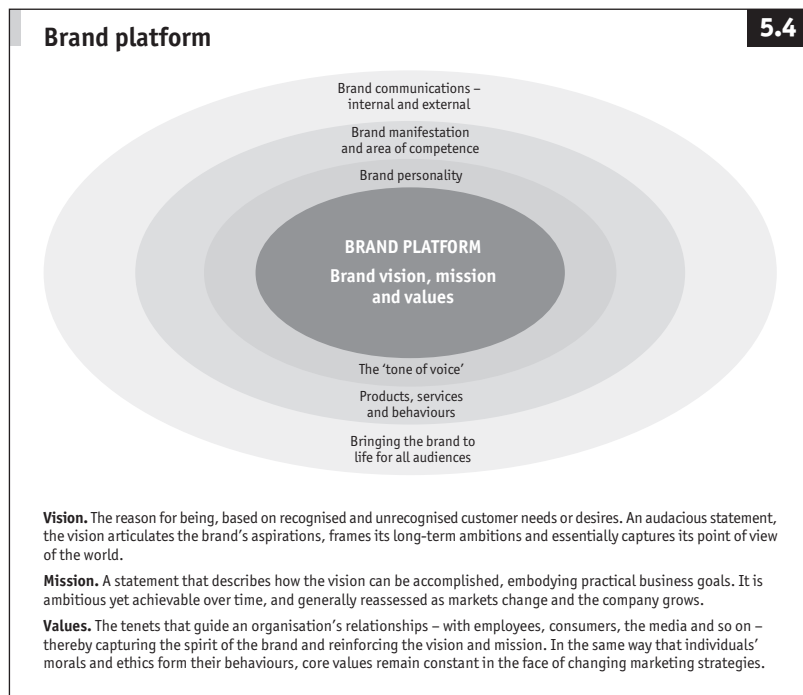 Brand platform
5.4
Brand communications –
internal and external
Brand manifestation
and area of competence
Brand personality
BRAND PLATFORM
Brand vision, mission
and values
The ‘tone of voice’
Products, services
and behaviours
Bringing the brand to
life for all audiences
Vision. The reason for being, based on recognised and unrecognised customer needs or desires. An audacious statement,
the vision articulates the brand’s aspirations, frames its long-term ambitions and essentially captures its point of view
of the world.
Mission. A statement that describes how the vision can be accomplished, embodying practical business goals. It is
ambitious yet achievable over time, and generally reassessed as markets change and the company grows.
Values. The tenets that guide an organisation’s relationships – with employees, consumers, the media and so on –
thereby capturing the spirit of the brand and reinforcing the vision and mission. In the same way that individuals’
morals and ethics form their behaviours, core values remain constant in the face of changing marketing strategies.